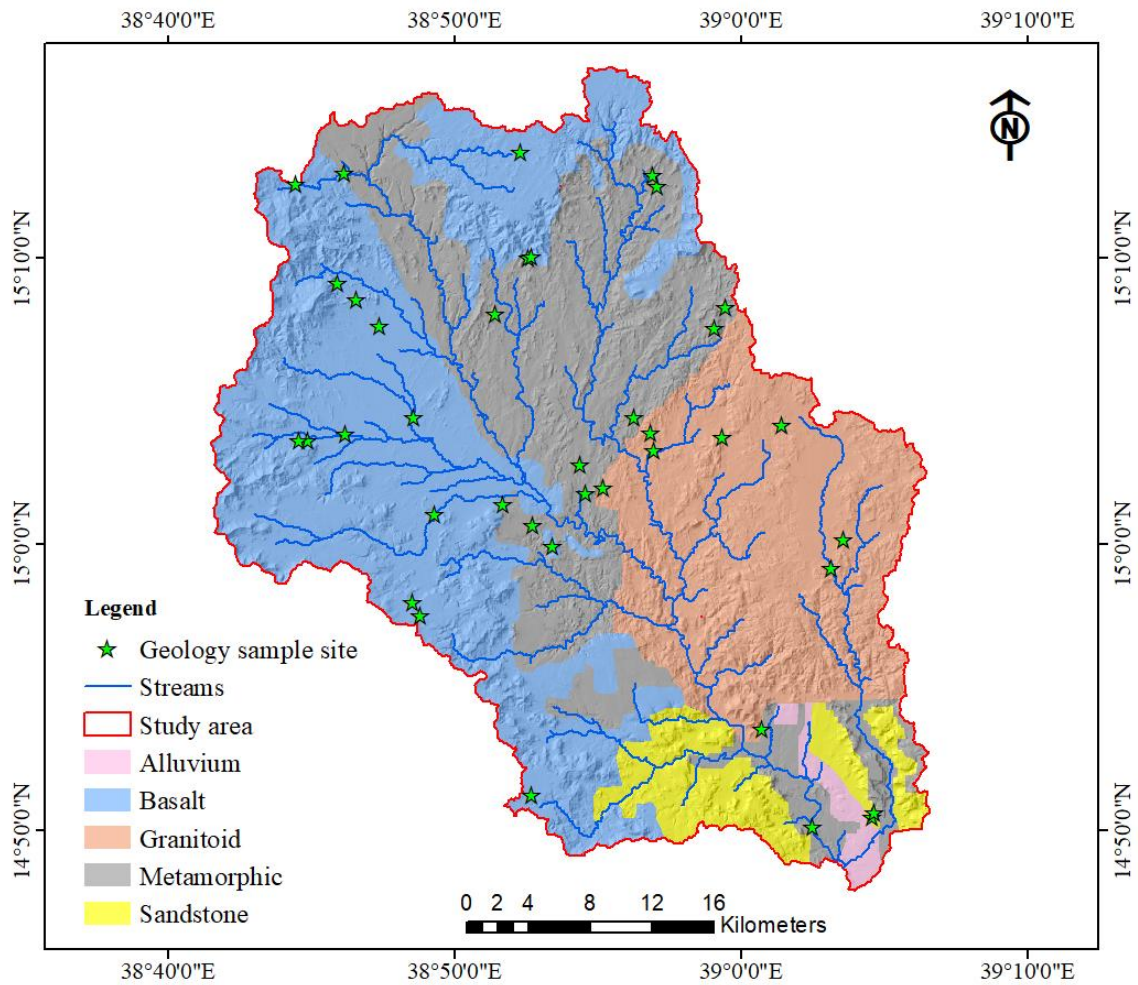 38°40'0"E 38°50'0"E 39°0'0"E 39°10'0"E
N
15°10'0"N 15°10'0"N
15°0'0"N 15°0'0"N
Legend
Geology sample site
Streams
Study area
Alluvium
Basalt
Granitoid
Metamorphic
Sandstone
14°50'0"N 14°50'0"N
0 2 4 8 12 16
Kilometers
38°40'0"E 38°50'0"E 39°0'0"E 39°10'0"E